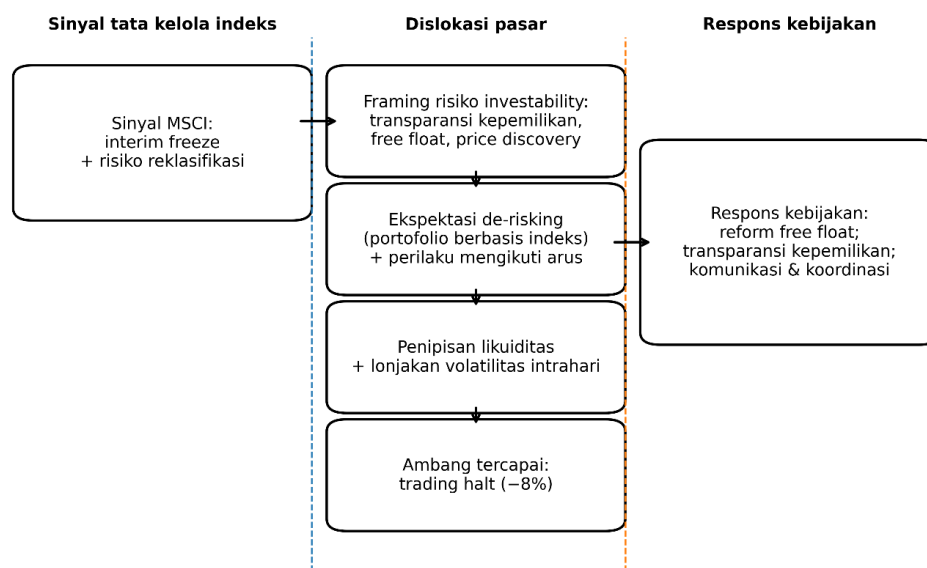 Sinyal tata kelola indeks
Dislokasi pasar
Respons kebijakan
Sinyal MSCI:
interim freeze
+ risiko reklasifikasi
Framing risiko investability:
transparansi kepemilikan,
free float, price discovery
Ekspektasi de-risking
(portofolio berbasis indeks)
+ perilaku mengikuti arus
Penipisan likuiditas
+ lonjakan volatilitas intrahari
Ambang tercapai:
trading halt (−8%)
Respons kebijakan:
reform free float;
transparansi kepemilikan;
komunikasi & koordinasi